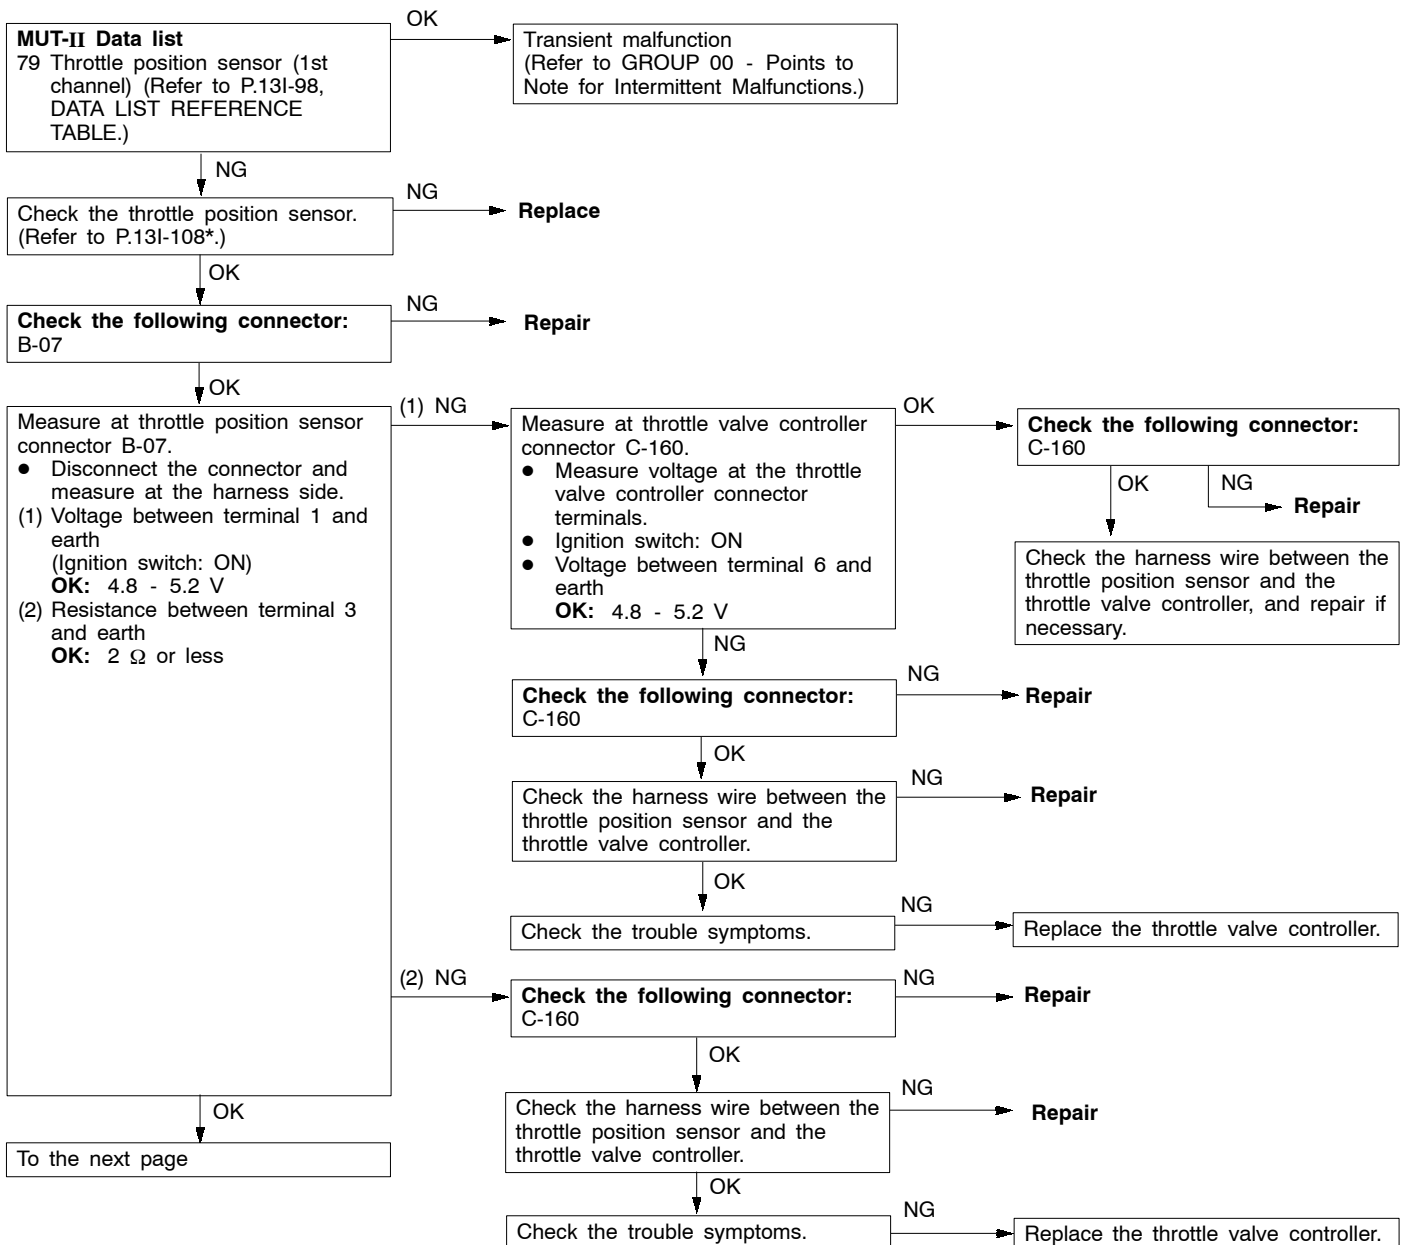 MUT-II Data list
79 Throttle position sensor (1st
channel) (Refer to P.13I-98,
DATA LIST REFERENCE
TABLE.)
OK
Transient malfunction
(Refer to GROUP 00 - Points to
Note for Intermittent Malfunctions.)
NG
Check the throttle position sensor.
(Refer to P.13I-108*.)
NG
Replace
OK
Check the following connector:
B-07
NG
Repair
OK
Measure at throttle position sensor
connector B-07.
● Disconnect the connector and
measure at the harness side.
(1) Voltage between terminal 1 and
earth
(Ignition switch: ON)
OK: 4.8 - 5.2 V
(2) Resistance between terminal 3
and earth
OK: 2 Ω or less
(1) NG
Measure at throttle valve controller
connector C-160.
● Measure voltage at the throttle
valve controller connector
terminals.
● Ignition switch: ON
● Voltage between terminal 6 and
earth
OK: 4.8 - 5.2 V
OK
Check the following connector:
C-160
OK
NG
Repair
Check the harness wire between the
throttle position sensor and the
throttle valve controller, and repair if
necessary.
NG
Check the following connector:
C-160
NG
Repair
OK
Check the harness wire between the
throttle position sensor and the
throttle valve controller.
NG
Repair
OK
Check the trouble symptoms.
NG
Replace the throttle valve controller.
(2) NG
Check the following connector:
C-160
NG
Repair
OK
Check the harness wire between the
throttle position sensor and the
throttle valve controller.
NG
Repair
OK
Check the trouble symptoms.
NG
Replace the throttle valve controller.
OK
To the next page